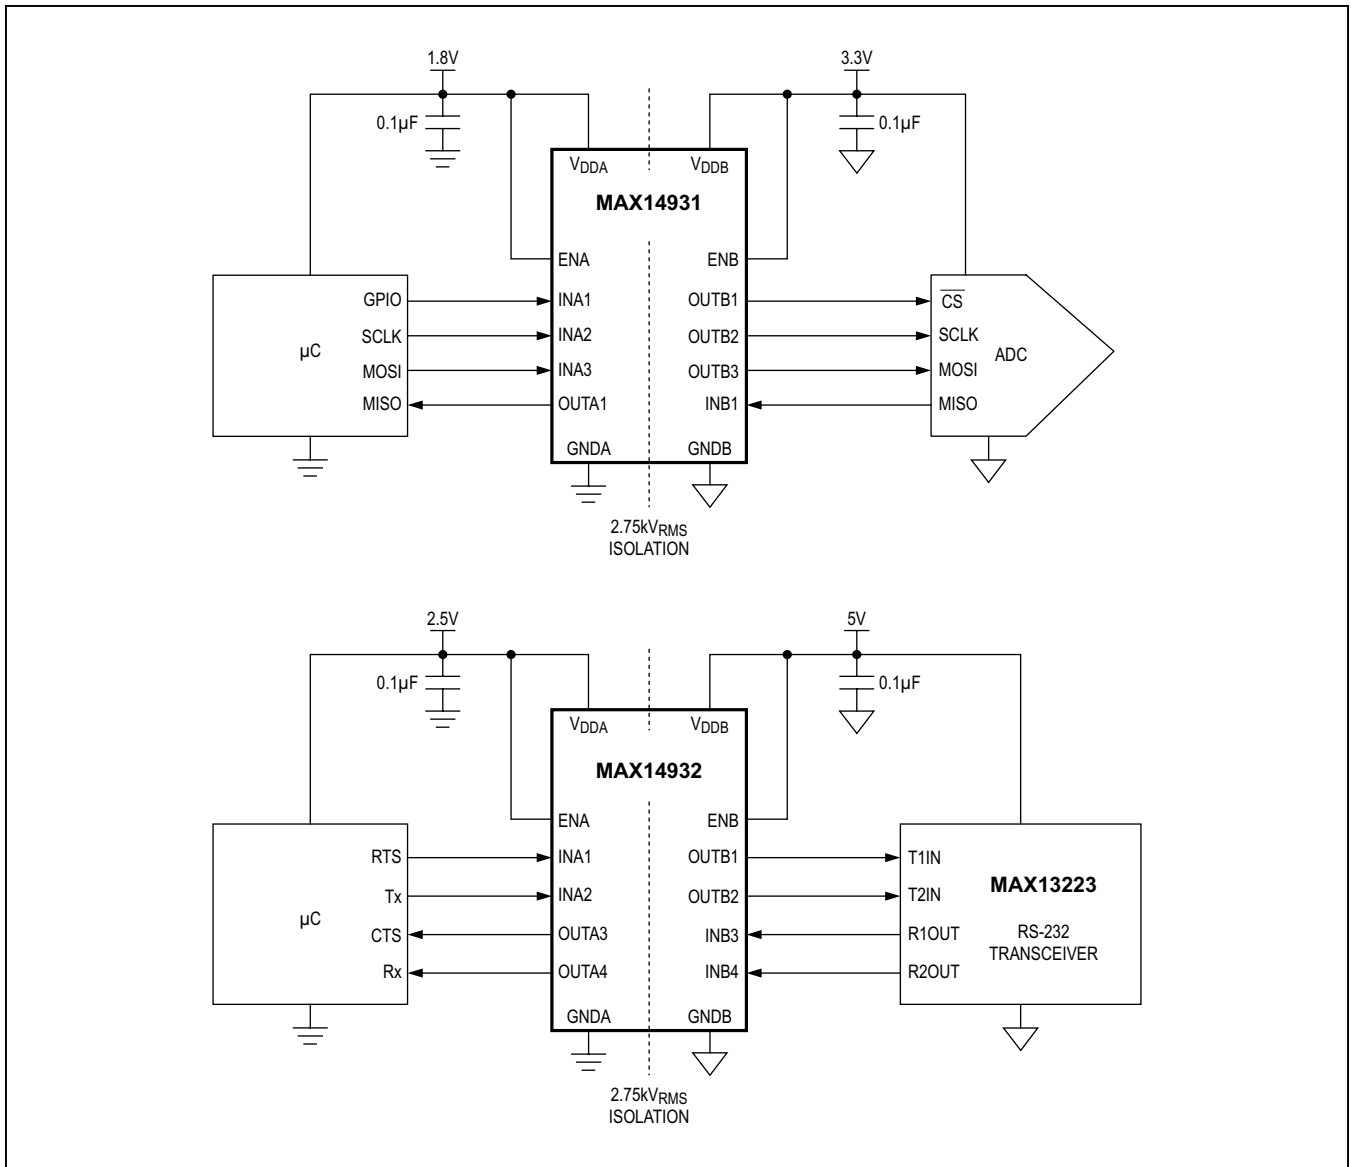 1.8V
3.3V
0.1µF
0.1µF
VDDA
VDDB
MAX14931
ENA
ENB
GPIO
INA1
OUTB1
CS
SCLK
INA2
OUTB2
SCLK
µC
ADC
MOSI
INA3
OUTB3
MOSI
MISO
OUTA1
INB1
MISO
GNDA
GNDB
2.75kVRMS
ISOLATION
2.5V
5V
0.1µF
0.1µF
VDDA
VDDB
MAX14932
ENA
ENB
RTS
INA1
OUTB1
T1IN
MAX13223
Tx
INA2
OUTB2
T2IN
µC
CTS
OUTA3
INB3
R1OUT
RS-232
TRANSCEIVER
Rx
OUTA4
INB4
R2OUT
GNDA
GNDB
2.75kVRMS
ISOLATION